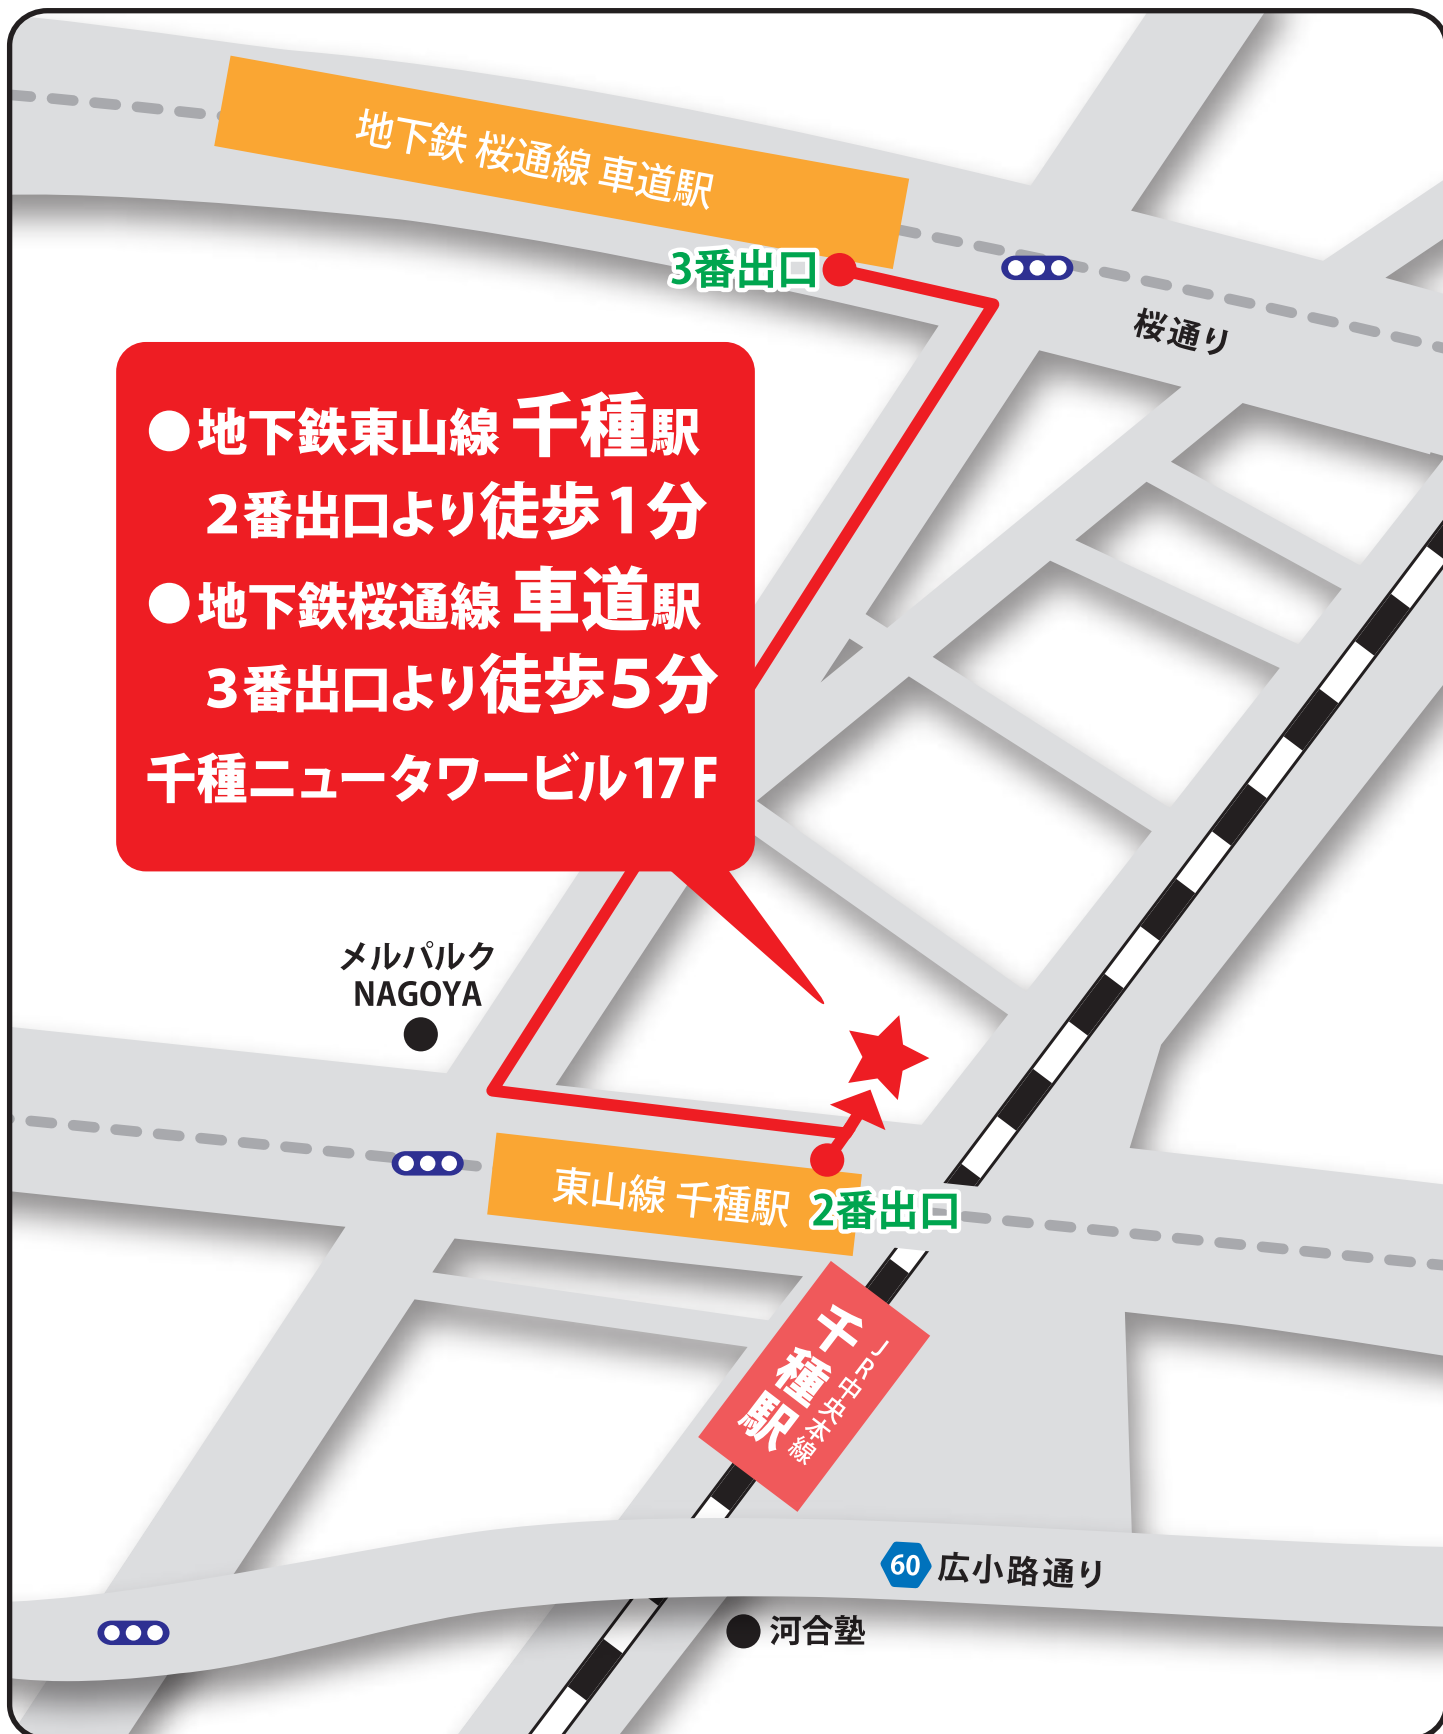 地下鉄 桜通線 車道駅
3番出口
桜通り
●地下鉄東山線 千種駅
2番出口より徒歩1分
●地下鉄桜通線 車道駅
3番出口より徒歩5分
千種ニュータワービル17F
メルパルク
NAGOYA
東山線 千種駅
2番出口
JR中央本線
千種駅
60 広小路通り
河合塾